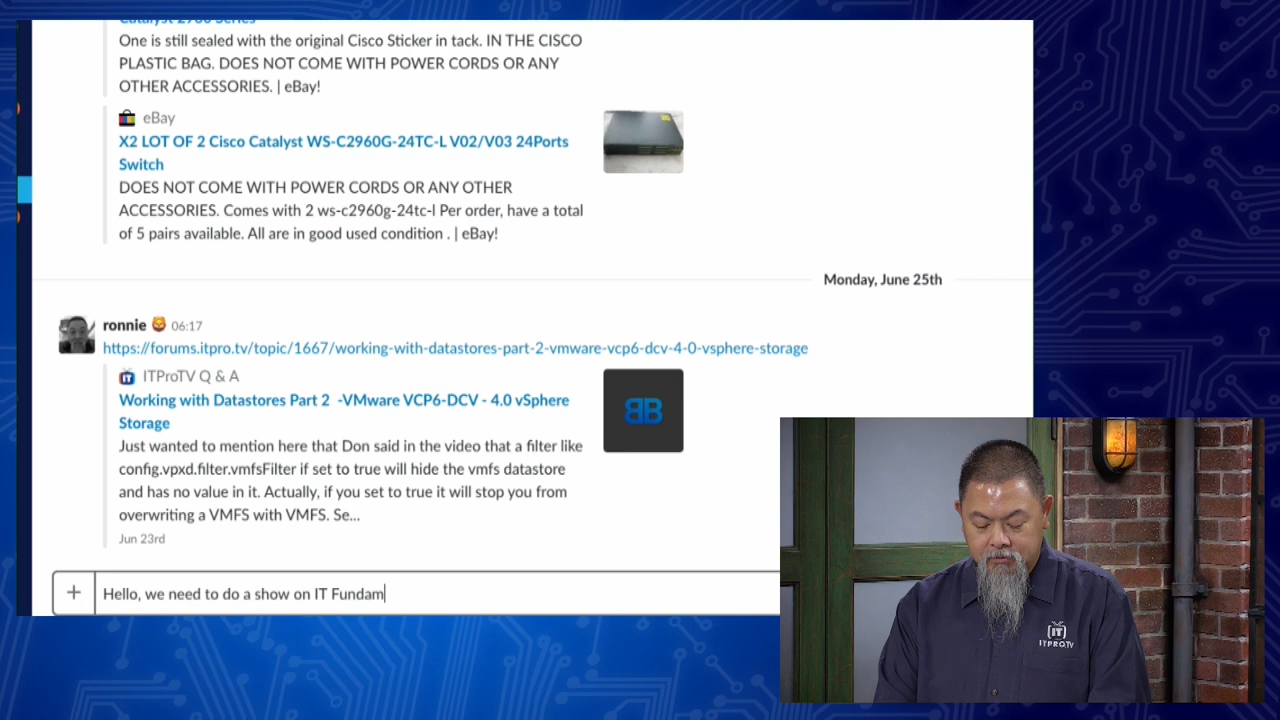 Catalyst 2960 Series
One is still sealed with the original Cisco Sticker in tack. IN THE CISCO
PLASTIC BAG. DOES NOT COME WITH POWER CORDS OR ANY
OTHER ACCESSORIES. | eBay!
eBay
X2 LOT OF 2 Cisco Catalyst WS-C2960G-24TC-L V02/V03 24Ports
Switch
DOES NOT COME WITH POWER CORDS OR ANY OTHER
ACCESSORIES. Comes with 2 ws-c2960g-24tc-l Per order, have a total
of 5 pairs available. All are in good used condition . | eBay!
Monday, June 25th
ronnie 06:17
https://forums.itpro.tv/topic/1667/working-with-datastores-part-2-vmware-vcp6-dcv-4-0-vsphere-storage
IT ITProTV Q & A
Working with Datastores Part 2 -VMware VCP6-DCV - 4.0 vSphere
Storage
Just wanted to mention here that Don said in the video that a filter like
config.vpxd.filter.vmfsFilter if set to true will hide the vmfs datastore
and has no value in it. Actually, if you set to true it will stop you from
overwriting a VMFS with VMFS. Se...
Jun 23rd
+ Hello, we need to do a show on IT Fundam
IT
ITPRO.TV